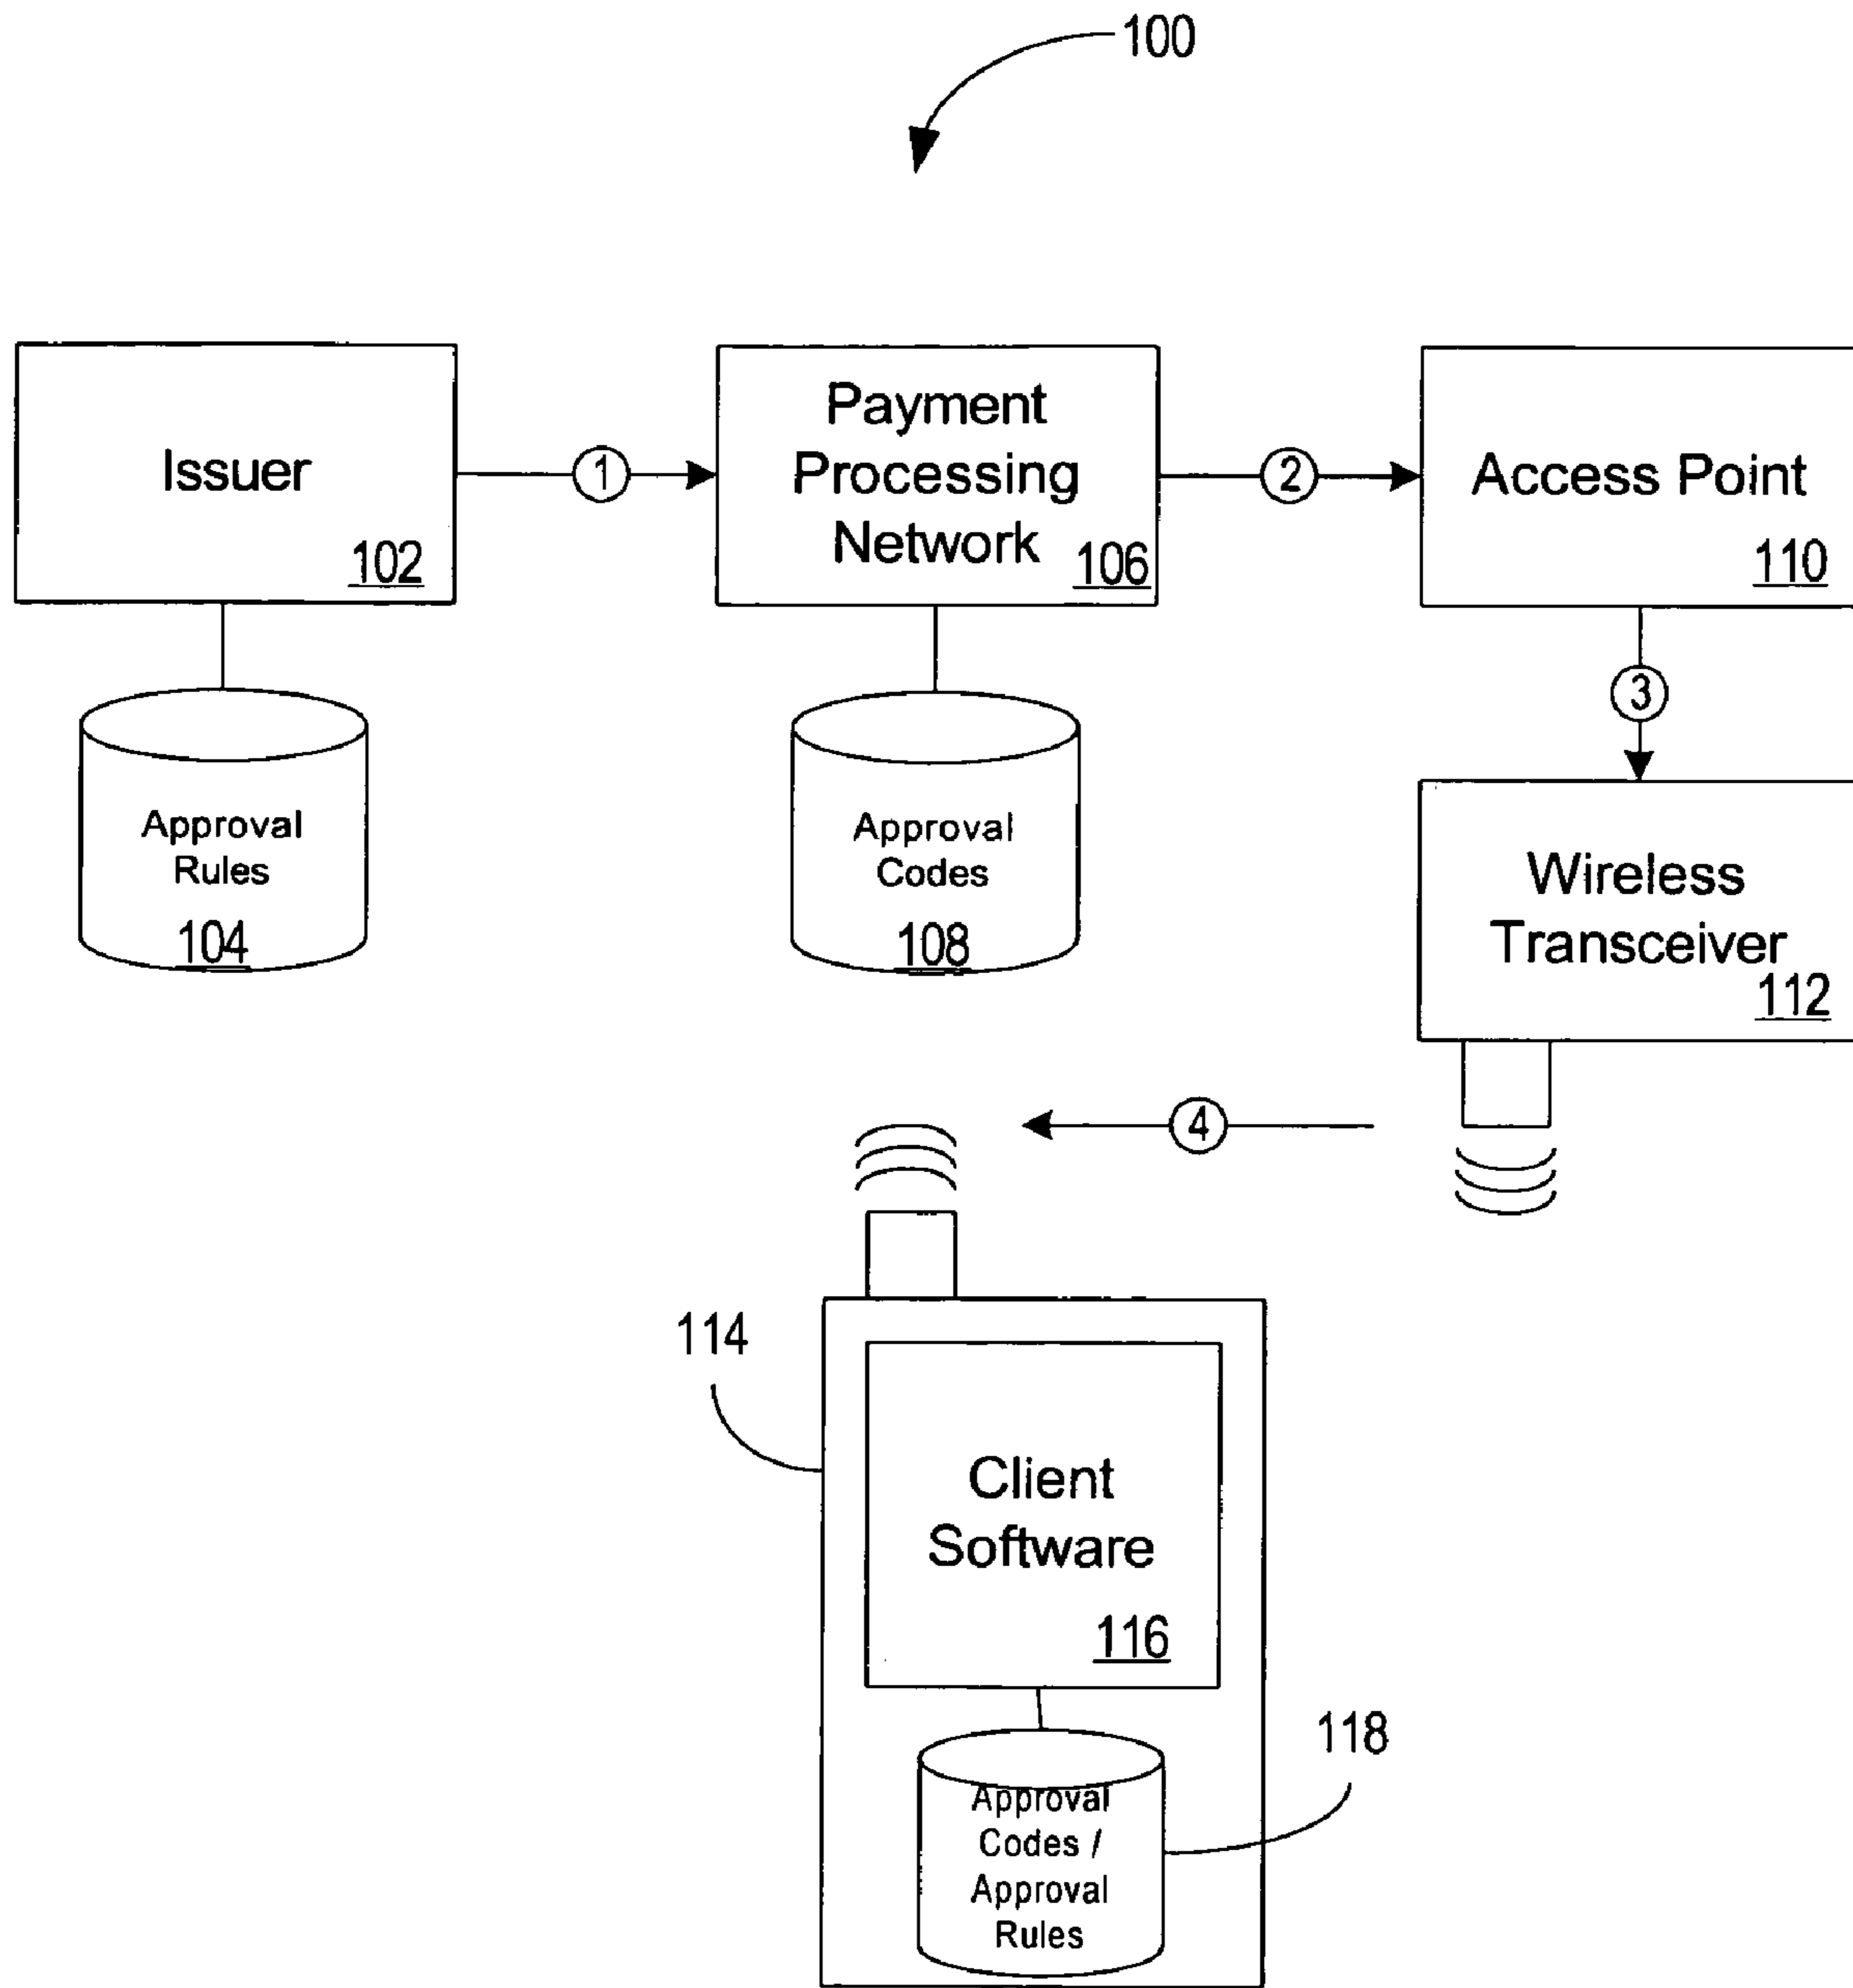 100
Issuer
102
1
Payment
Processing
Network
106
2
Access Point
110
3
Approval
Rules
104
Approval
Codes
108
Wireless
Transceiver
112
4
114
Client
Software
116
118
Approval
Codes /
Approval
Rules